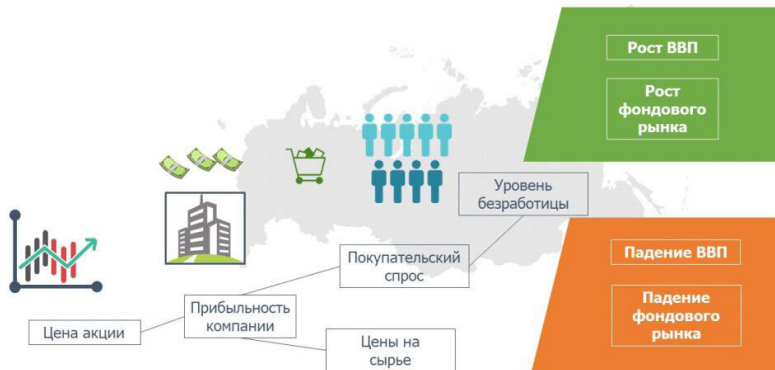 Рост ВВП
Рост
фондового
рынка
Уровень
безработицы
Покупательский
спрос
Прибыльность
компании
Цена акции
Цены на
сырье
Падение ВВП
Падение
фондового
рынка